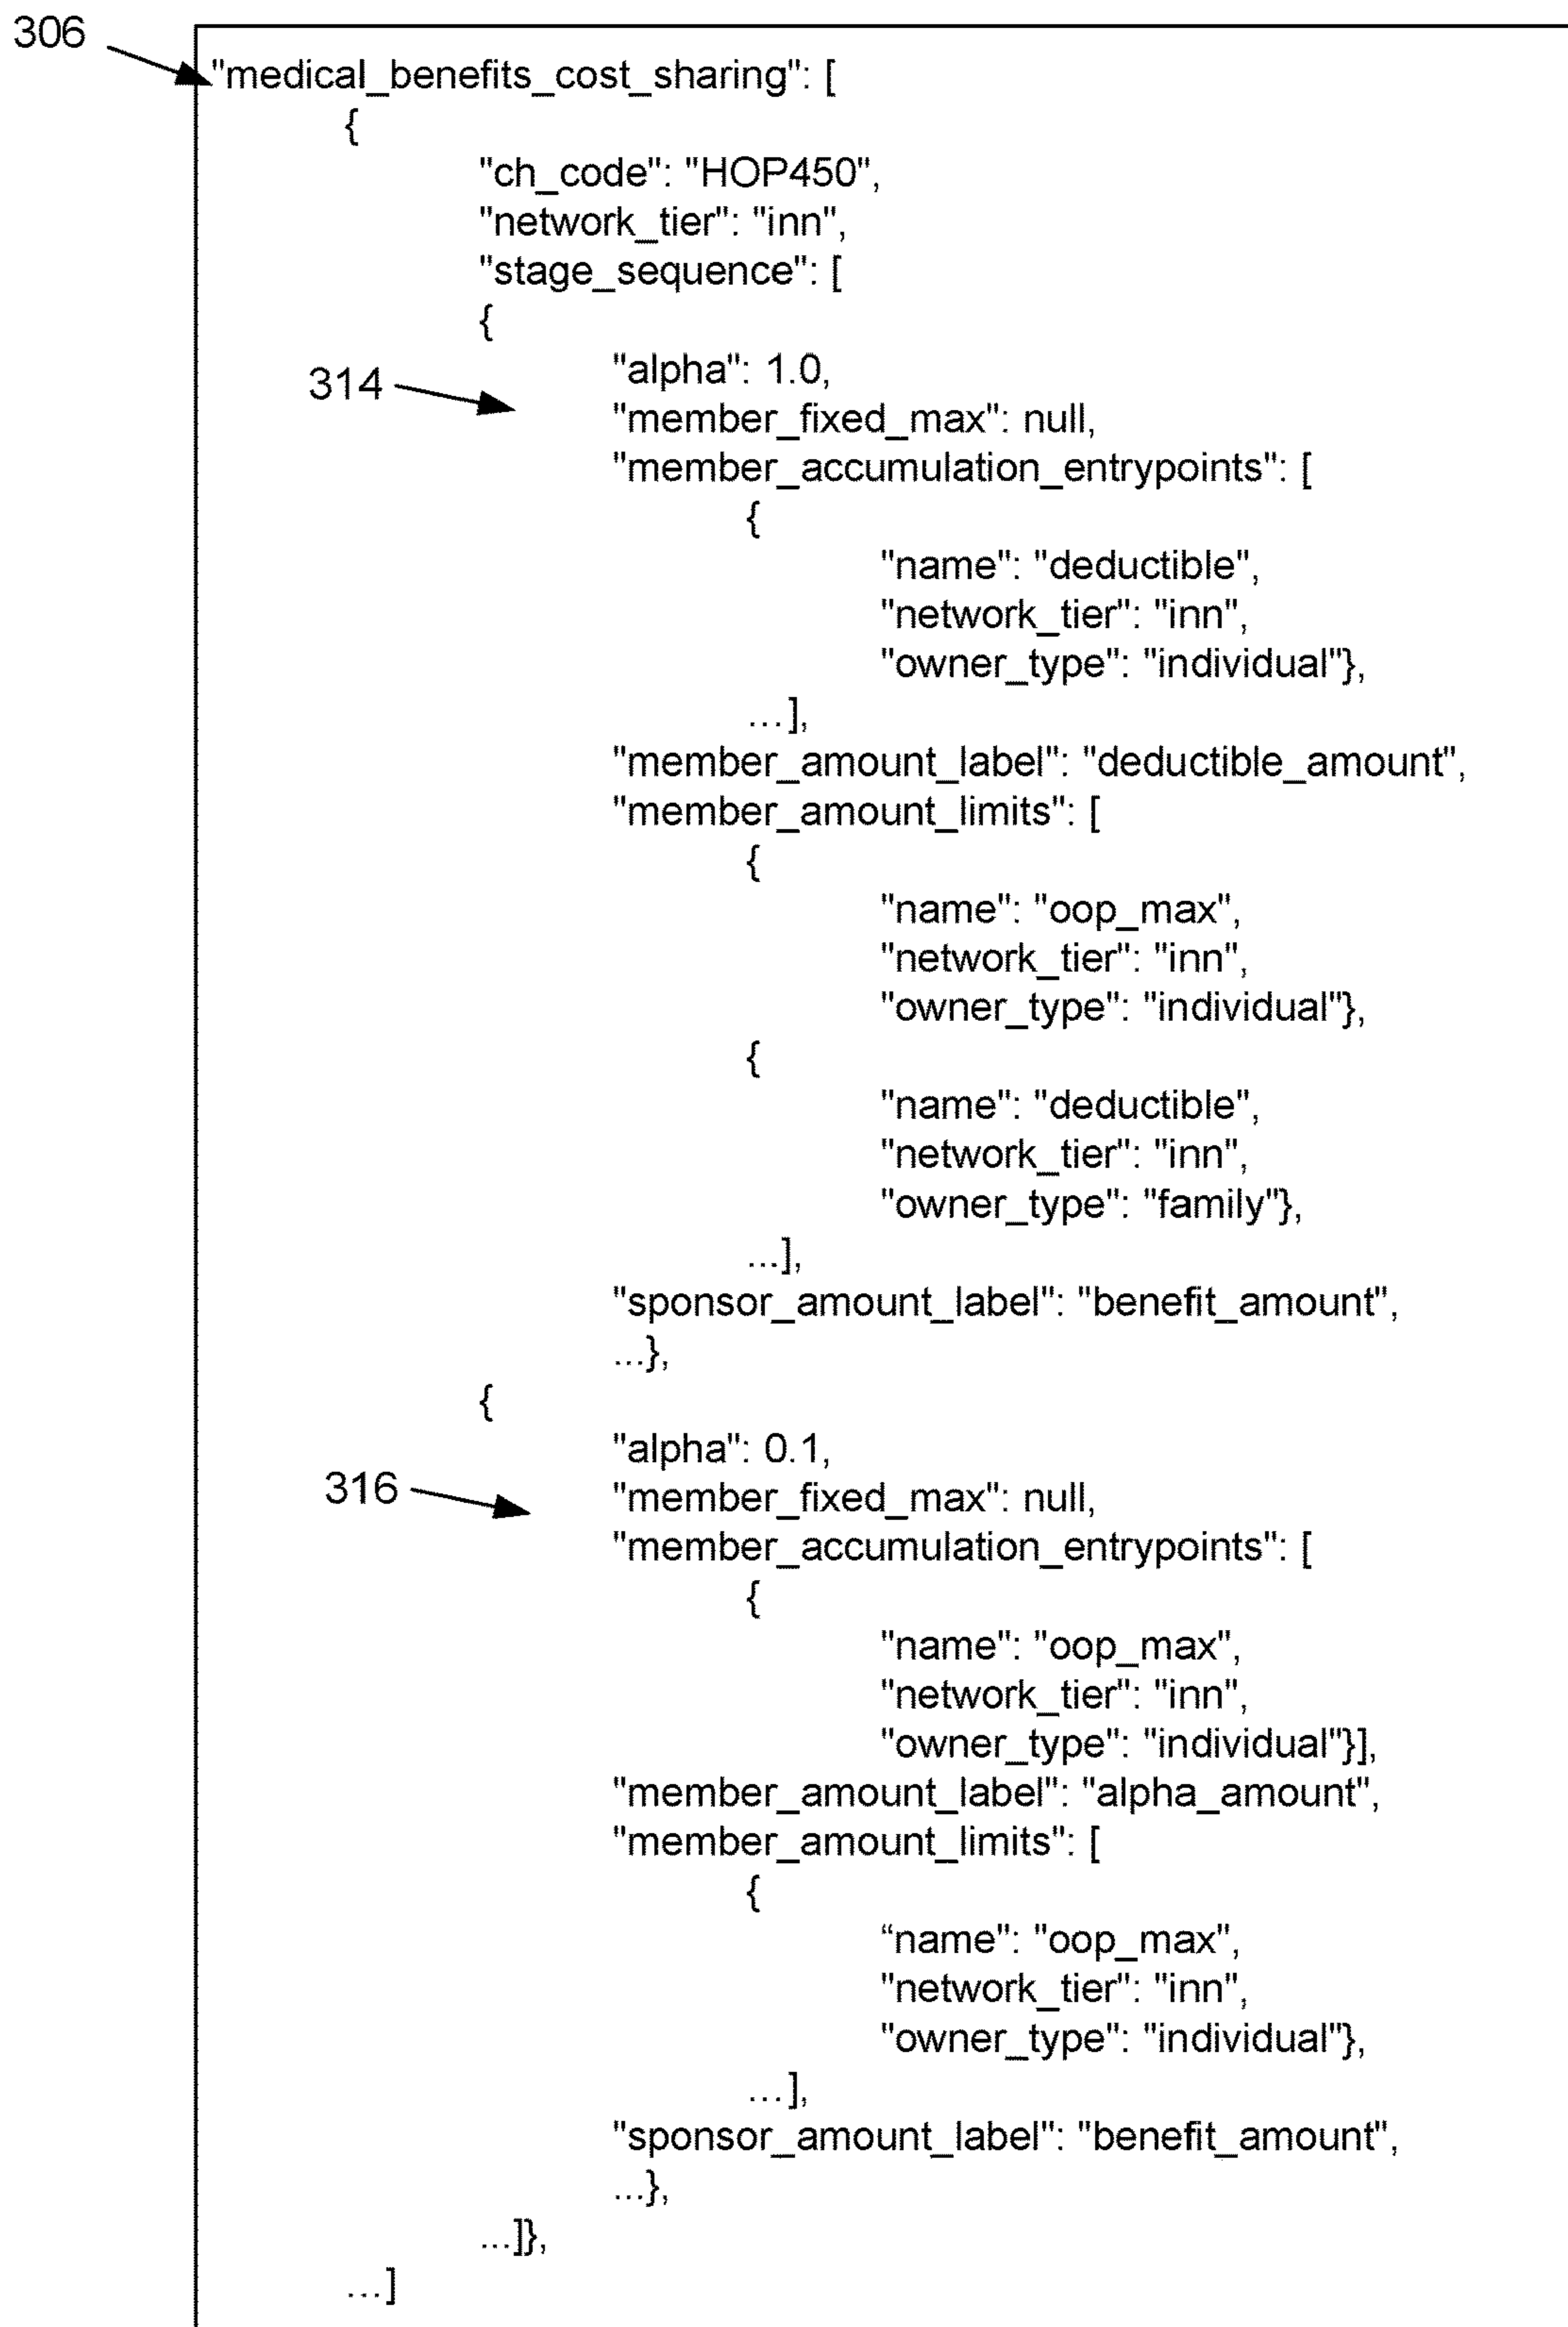 306
"medical_benefits_cost_sharing": [
{
"ch_code": "HOP450",
"network_tier": "inn",
"stage_sequence": [
{
"alpha": 1.0,
314
"member_fixed_max": null,
"member_accumulation_entrypoints": [
{
"name": "deductible",
"network_tier": "inn",
"owner_type": "individual"},
...],
"member_amount_label": "deductible_amount",
"member_amount_limits": [
{
"name": "oop_max",
"network_tier": "inn",
"owner_type": "individual"},
{
"name": "deductible",
"network_tier": "inn",
"owner_type": "family"},
...],
"sponsor_amount_label": "benefit_amount",
...},
{
"alpha": 0.1,
316
"member_fixed_max": null,
"member_accumulation_entrypoints": [
{
"name": "oop_max",
"network_tier": "inn",
"owner_type": "individual"}],
"member_amount_label": "alpha_amount",
"member_amount_limits": [
{
“name": "oop_max",
"network_tier": "inn",
"owner_type": "individual"},
...],
"sponsor_amount_label": "benefit_amount",
...},
...]},
...]